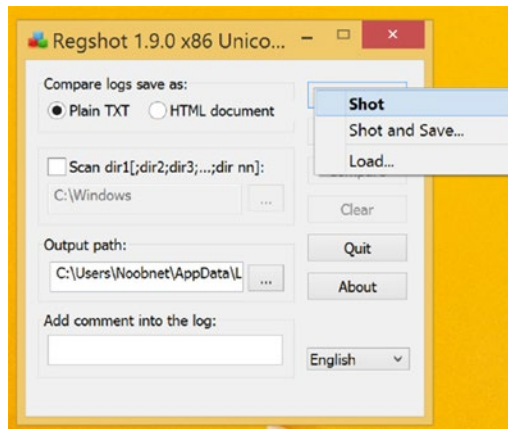 Regshot 1.9.0 x86 Unico...
Compare logs save as:
Plain TXT
HTML document
Shot
Shot and Save...
Load...
Scan dir1[;dir2;dir3;...;dir nn]:
C:\Windows
...
Clear
Output path:
C:\Users\Noobnet\AppData\L
...
Quit
About
Add comment into the log:
English